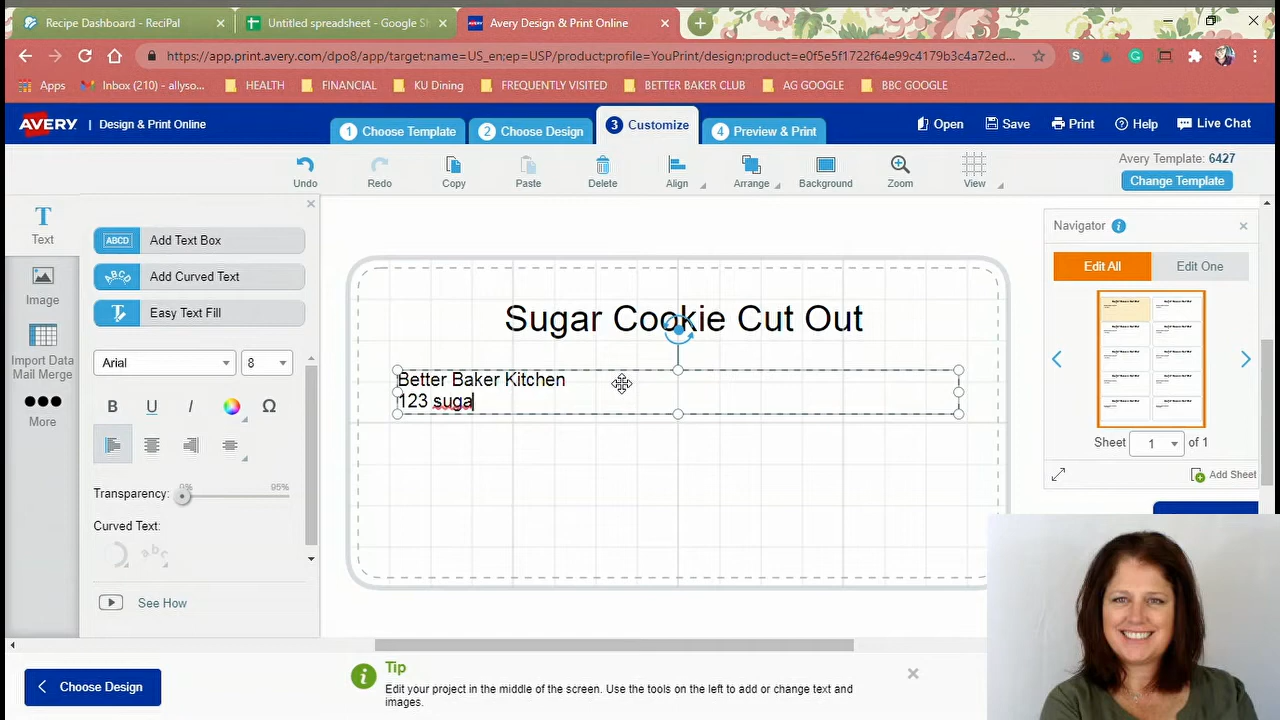 Recipe Dashboard - ReciPal
Untitled spreadsheet - Google Sh
Avery Design & Print Online
https://app.print.avery.com/dpo8/app/target:name=US_en;ep=USP/product:profile=YouPrint/design:product=e0f5e5f1722f64e99c4179b3c4a72ed...
Apps
Inbox (210) - allyso...
HEALTH
FINANCIAL
KU Dining
FREQUENTLY VISITED
BETTER BAKER CLUB
AG GOOGLE
BBC GOOGLE
AVERY | Design & Print Online
1 Choose Template
2 Choose Design
3 Customize
4 Preview & Print
Open
Save
Print
Help
Live Chat
Undo
Redo
Copy
Paste
Delete
Align
Arrange
Background
Zoom
View
Avery Template: 6427
Change Template
Text
Image
Import Data
Mail Merge
More
ABCD Add Text Box
ABC Add Curved Text
Easy Text Fill
Arial
8
B U I Ω
Transparency:
0%
95%
Curved Text:
See How
Sugar Cookie Cut Out
Better Baker Kitchen
123 suga
Navigator
Edit All
Edit One
Sheet 1 of 1
Add Sheet
Choose Design
Tip
Edit your project in the middle of the screen. Use the tools on the left to add or change text and
images.